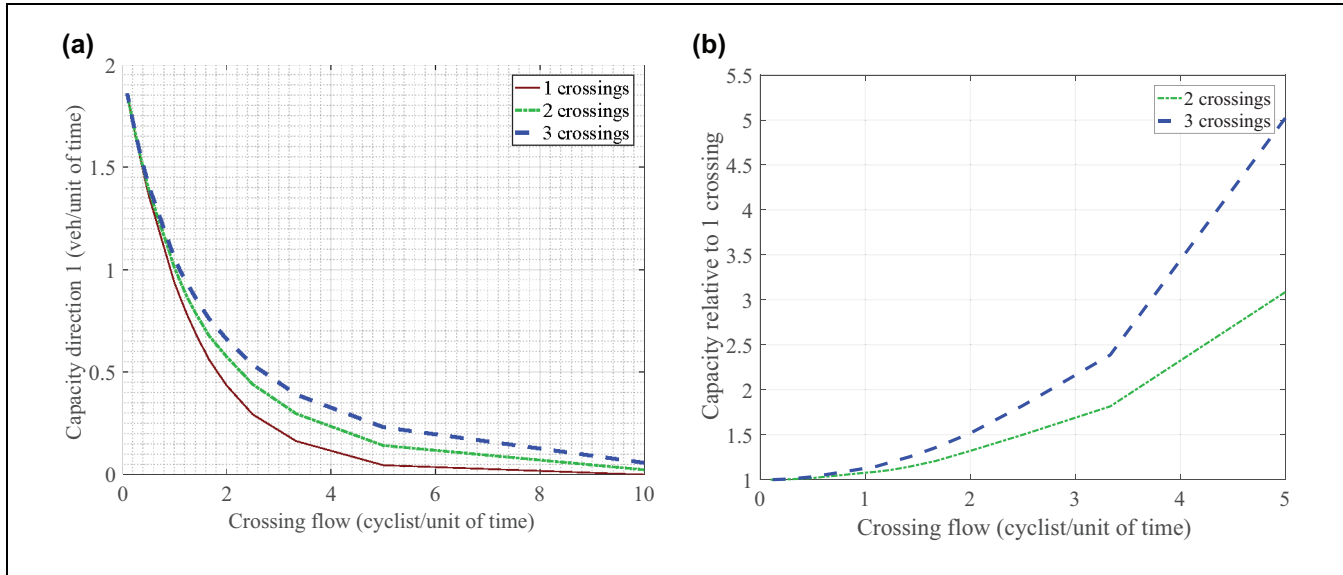 (a)
2
1.5
1
0.5
0
0
2
4
6
8
10
Capacity direction 1 (veh/unit of time)
Crossing flow (cyclist/unit of time)
1 crossings
2 crossings
3 crossings
(b)
5.5
5
4.5
4
3.5
3
2.5
2
1.5
1
0
1
2
3
4
5
Capacity relative to 1 crossing
Crossing flow (cyclist/unit of time)
2 crossings
3 crossings